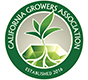 CALIFORNIA GROWERS ASSOCIATION
ESTABLISHED 2016